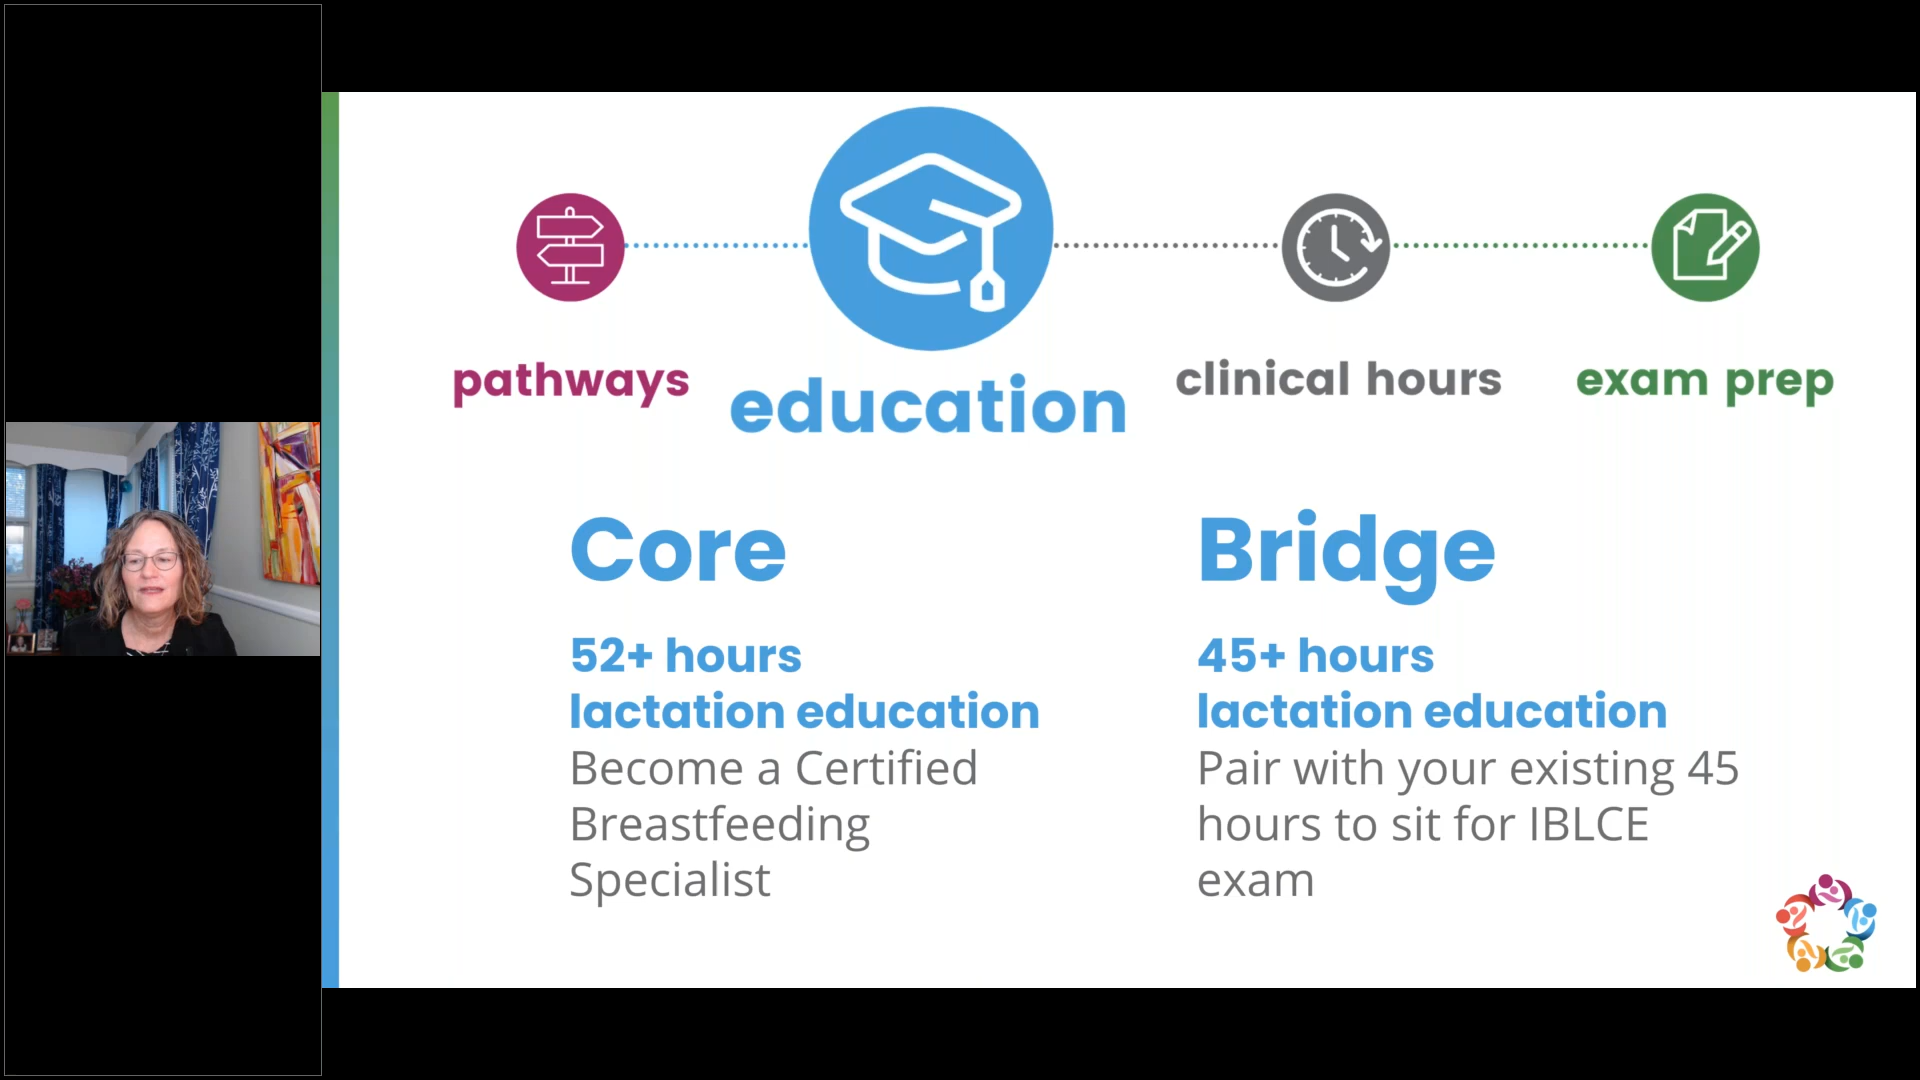 pathways
education
clinical hours
exam prep
Core
52+ hours
lactation education
Become a Certified
Breastfeeding
Specialist
Bridge
45+ hours
lactation education
Pair with your existing 45
hours to sit for IBLCE
exam